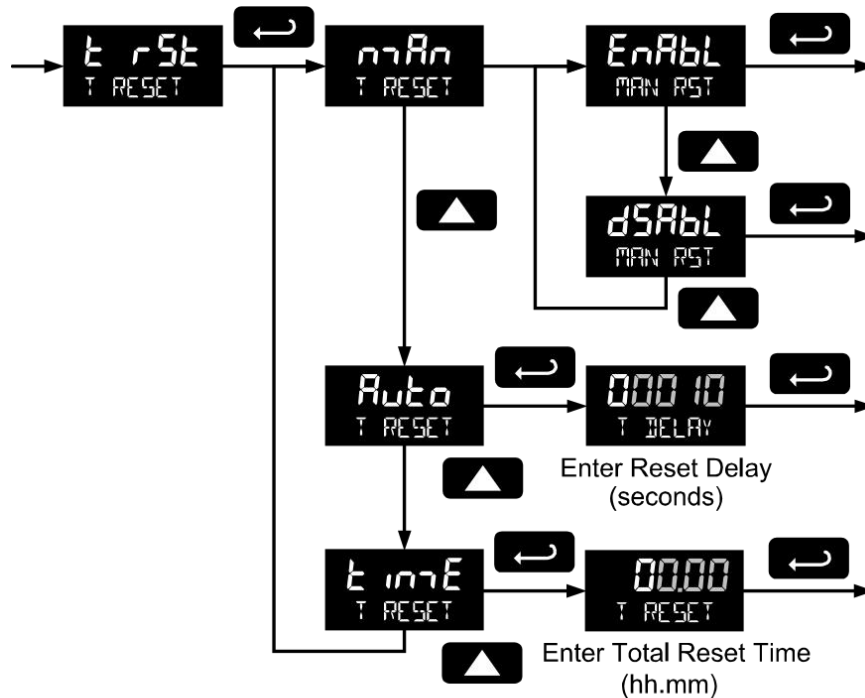 t rSt
T RESET
mAn
T RESET
EnAbL
MAN RST
dSAbL
MAN RST
Auto
T RESET
00010
T DELAY
Enter Reset Delay
(seconds)
t imE
T RESET
00.00
T RESET
Enter Total Reset Time
(hh.mm)